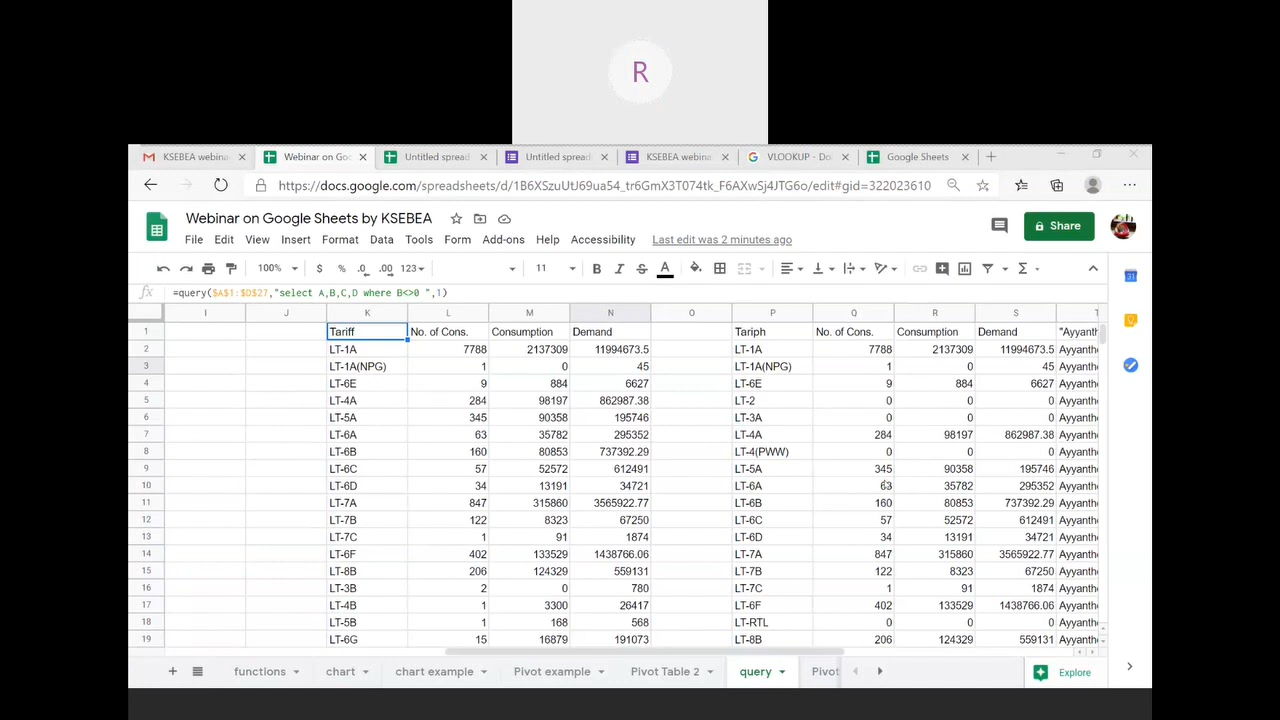 R
KSEBEA webina
Webinar on Goo
Untitled spread
Untitled spread
KSEBEA webina
VLOOKUP - Do
Google Sheets
https://docs.google.com/spreadsheets/d/1B6XSzuUtJ69ua54_tr6GmX3T074tk_F6AXwSj4JTG6o/edit#gid=322023610
Webinar on Google Sheets by KSEBEA
File Edit View Insert Format Data Tools Form Add-ons Help Accessibility Last edit was 2 minutes ago
Share
100% $ % .0 .00 123 11 B I S A
=query($A$1:$D$27,"select A,B,C,D where B<>0 ",1)
I J K L M N O P Q R S T
1 Tariff No. of Cons. Consumption Demand Tariph No. of Cons. Consumption Demand "Ayyanth
2 LT-1A 7788 2137309 11994673.5 LT-1A 7788 2137309 11994673.5 Ayyanth
3 LT-1A(NPG) 1 0 45 LT-1A(NPG) 1 0 45 Ayyanth
4 LT-6E 9 884 6627 LT-6E 9 884 6627 Ayyanth
5 LT-4A 284 98197 862987.38 LT-2 0 0 0 Ayyanth
6 LT-5A 345 90358 195746 LT-3A 0 0 0 Ayyanth
7 LT-6A 63 35782 295352 LT-4A 284 98197 862987.38 Ayyanth
8 LT-6B 160 80853 737392.29 LT-4(PWW) 0 0 0 Ayyanth
9 LT-6C 57 52572 612491 LT-5A 345 90358 195746 Ayyanth
10 LT-6D 34 13191 34721 LT-6A 63 35782 295352 Ayyanth
11 LT-7A 847 315860 3565922.77 LT-6B 160 80853 737392.29 Ayyanth
12 LT-7B 122 8323 67250 LT-6C 57 52572 612491 Ayyanth
13 LT-7C 1 91 1874 LT-6D 34 13191 34721 Ayyanth
14 LT-6F 402 133529 1438766.06 LT-7A 847 315860 3565922.77 Ayyanth
15 LT-8B 206 124329 559131 LT-7B 122 8323 67250 Ayyanth
16 LT-3B 2 0 780 LT-7C 1 91 1874 Ayyanth
17 LT-4B 1 3300 26417 LT-6F 402 133529 1438766.06 Ayyanth
18 LT-5B 1 168 568 LT-RTL 0 0 0 Ayyanth
19 LT-6G 15 16879 191073 LT-8B 206 124329 559131 Ayyanth
functions chart chart example Pivot example Pivot Table 2 query Pivot Explore